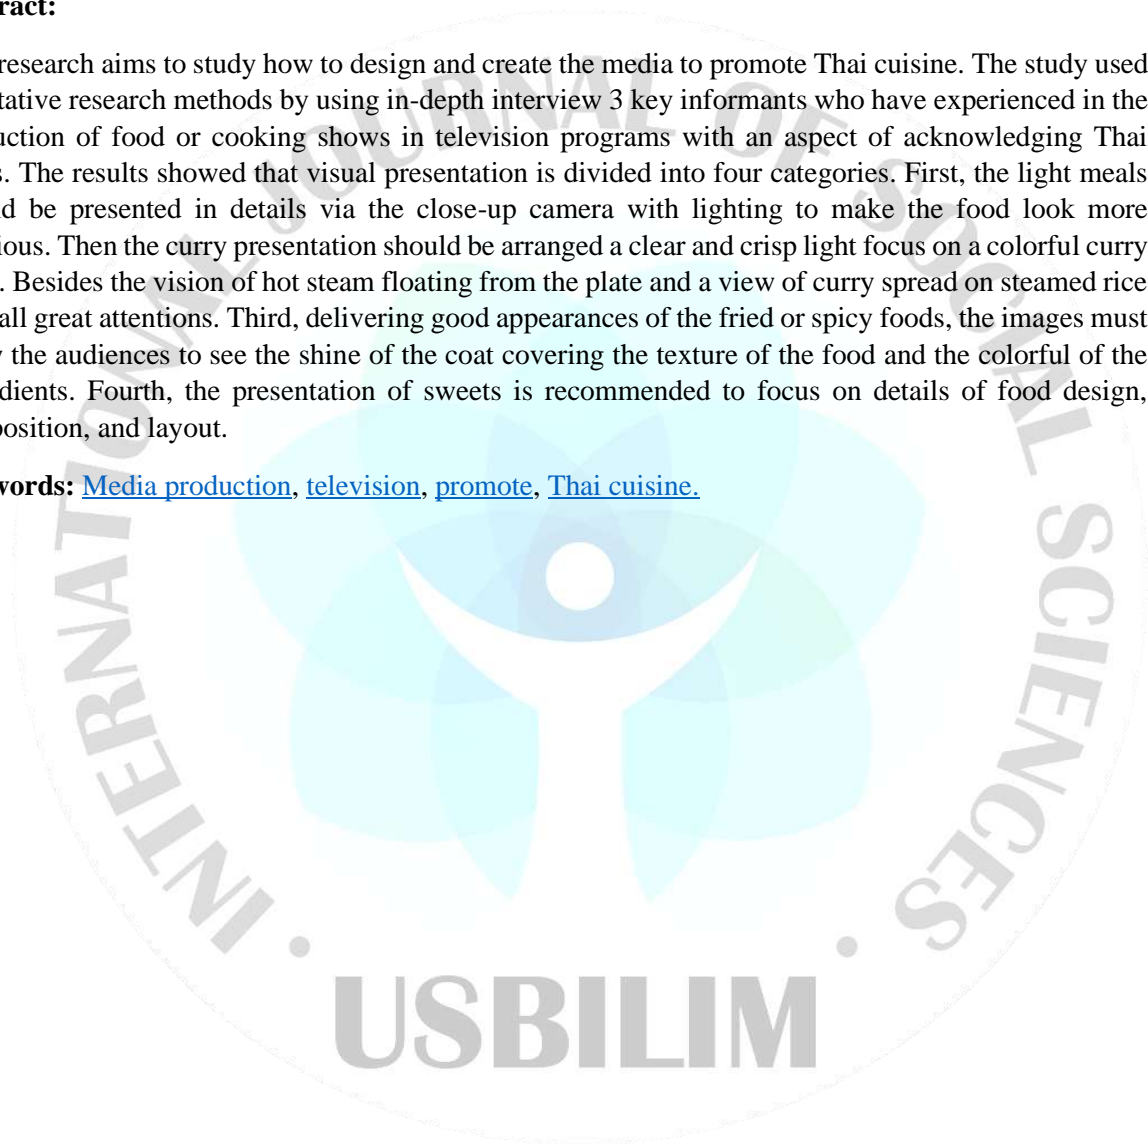 ract:
research aims to study how to design and create the media to promote Thai cuisine. The study used
tative research methods by using in-depth interview 3 key informants who have experienced in the
uction of food or cooking shows in television programs with an aspect of acknowledging Thai
s. The results showed that visual presentation is divided into four categories. First, the light meals
ld be presented in details via the close-up camera with lighting to make the food look more
ious. Then the curry presentation should be arranged a clear and crisp light focus on a colorful curry
. Besides the vision of hot steam floating from the plate and a view of curry spread on steamed rice
all great attentions. Third, delivering good appearances of the fried or spicy foods, the images must
the audiences to see the shine of the coat covering the texture of the food and the colorful of the
dients. Fourth, the presentation of sweets is recommended to focus on details of food design,
position, and layout.
words: Media production, television, promote, Thai cuisine.
INTERNATIONAL JOURNAL OF SOCIAL SCIENCES
• USBILIM •